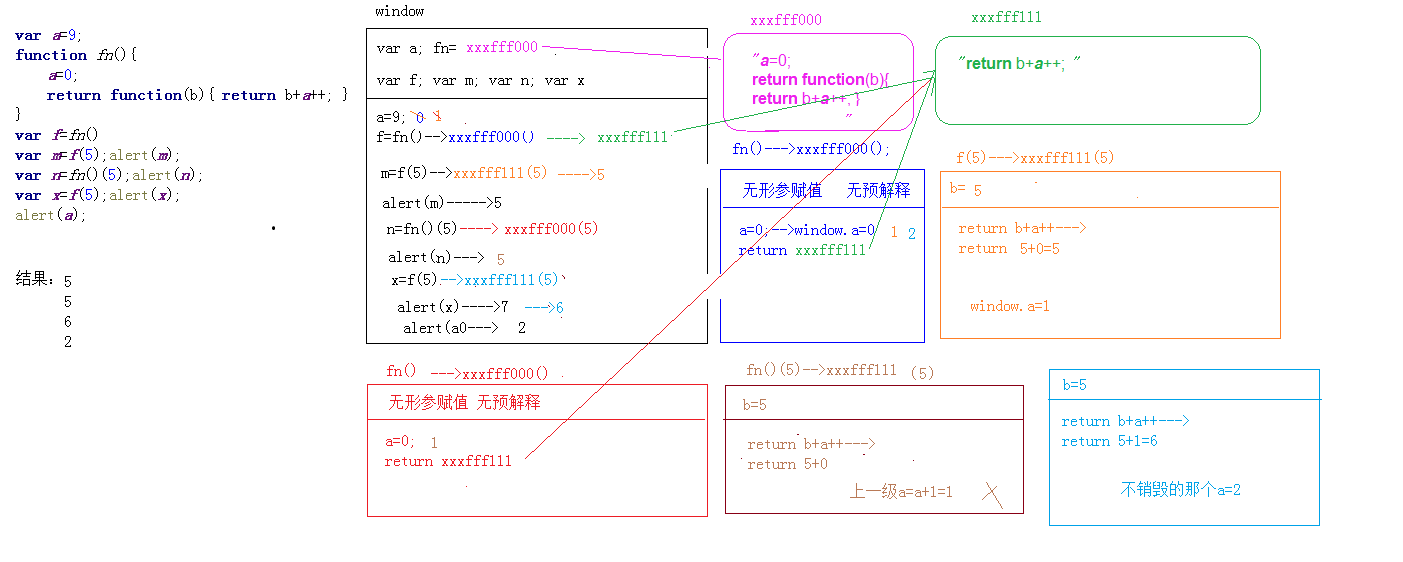 var a=9;
function fn(){
a=0;
return function(b){ return b+a++; }
}
var f=fn()
var m=f(5);alert(m);
var n=fn()(5);alert(n);
var x=f(5);alert(x);
alert(a);
结果: 5
5
6
2
window
var a; fn= xxxfff000
var f; var m; var n; var x
a=9; 0 1
f=fn()-->xxxfff000() ----> xxxfff111
m=f(5)-->xxxfff111(5) ---->5
alert(m)----->5
n=fn()(5)----> xxxfff000(5)
alert(n)---> 5
x=f(5)-->xxxfff111(5)
alert(x)---->7 --->6
alert(a0---> 2
xxxfff000
"a=0;
return function(b){
return b+a++; }
"
xxxfff111
"return b+a++; "
fn()--->xxxfff000();
无形参赋值 无预解释
a=0;-->window.a=0 1 2
return xxxfff111
f(5)--->xxxfff111(5)
b= 5
return b+a++--->
return 5+0=5
window.a=1
fn() --->xxxfff000()
无形参赋值 无预解释
a=0; 1
return xxxfff111
fn()(5)-->xxxfff111 (5)
b=5
return b+a++--->
return 5+0
上一级a=a+1=1
b=5
return b+a++--->
return 5+1=6
不销毁的那个a=2